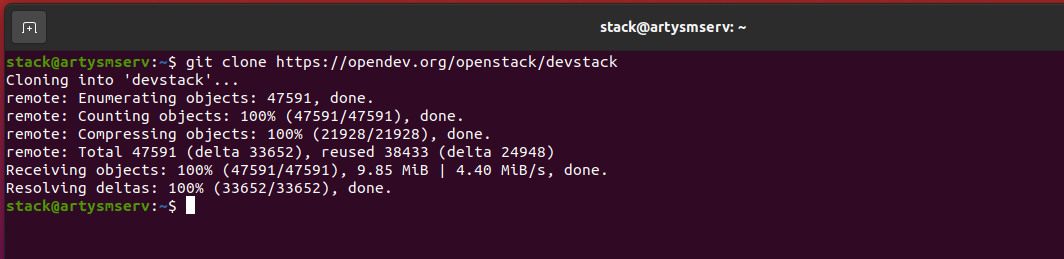 stack@artysmserv: ~
stack@artysmserv:~$ git clone https://opendev.org/openstack/devstack
Cloning into 'devstack'...
remote: Enumerating objects: 47591, done.
remote: Counting objects: 100% (47591/47591), done.
remote: Compressing objects: 100% (21928/21928), done.
remote: Total 47591 (delta 33652), reused 38433 (delta 24948)
Receiving objects: 100% (47591/47591), 9.85 MiB | 4.40 MiB/s, done.
Resolving deltas: 100% (33652/33652), done.
stack@artysmserv:~$